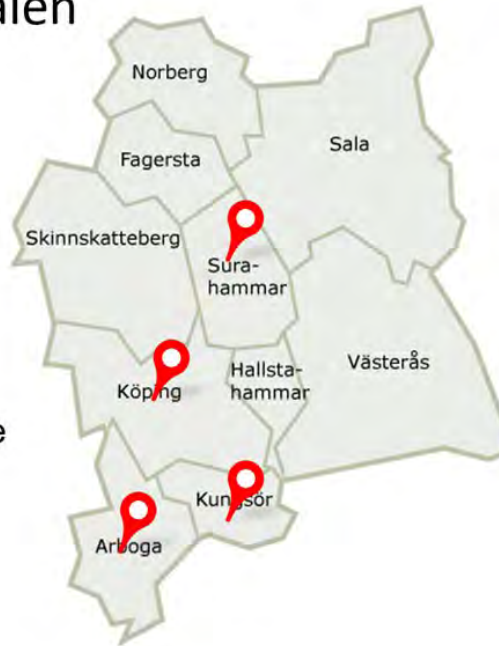 alen
Norberg
Sala
Fagersta
Skinnskatteberg
Sura-
hammar
Västerås
Hallsta-
hammar
Köping
e
Kungsör
Arboga